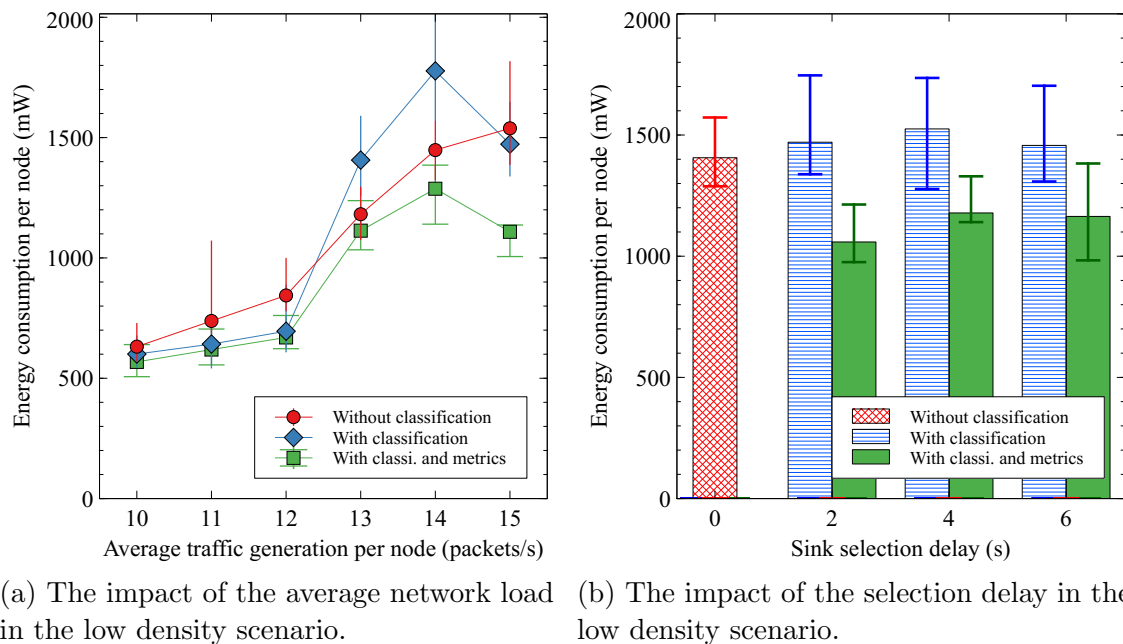 2000
1500
1000
500
0
Energy consumption per node (mW)
Without classification
With classification
With classi. and metrics
10 11 12 13 14 15
Average traffic generation per node (packets/s)
(a) The impact of the average network load
in the low density scenario.
2000
1500
1000
500
0
Energy consumption per node (mW)
Without classification
With classification
With classi. and metrics
0 2 4 6
Sink selection delay (s)
(b) The impact of the selection delay in the
low density scenario.